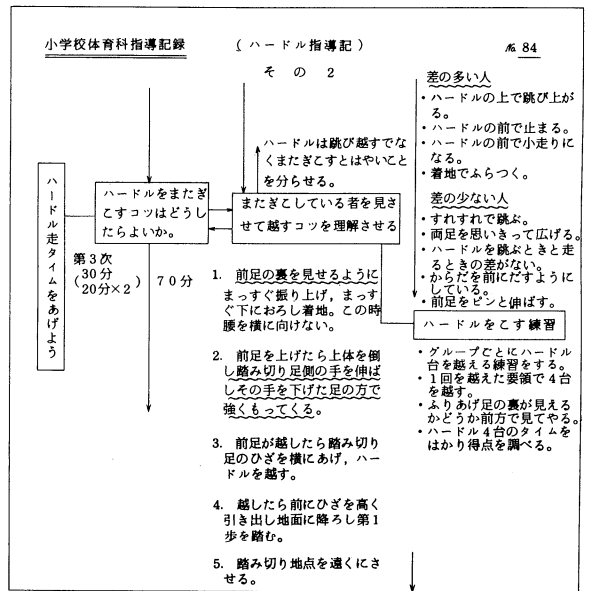 小学校体育科指導記録
(ハードル指導記)
№ 84
その2
ハードル走タイムをあげよう
ハードルをまたぎ
こすコツはどうし
たらよいか。
第3次
30分
(20分×2)
70分
ハードルは跳び越すでな
くまたぎこすとはやいこと
を分らせる。
またぎこしている者を見さ
せて越すコツを理解させる
1. 前足の裏を見せるように
まっすぐ振り上げ,まっす
ぐ下におろし着地。この時
腰を横に向けない。
2. 前足を上げたら上体を倒
し踏み切り足側の手を伸ば
しその手を下げた足の方で
強くもってくる。
3. 前足が越したら踏み切り
足のひざを横にあげ,ハー
ドルを越す。
4. 越したら前にひざを高く
引き出し地面に降ろし第1
歩を踏む。
5. 踏み切り地点を遠くにさ
せる。
差の多い人
・ハードルの上で跳び上が
る。
・ハードルの前で止まる。
・ハードルの前で小走りに
なる。
・着地でふらつく。
差の少ない人
・すれすれで跳ぶ。
・両足を思いきって広げる。
・ハードルを跳ぶときと走
るときの差がない。
・からだを前にだすように
している。
・前足をピンと伸ばす。
ハードルをこす練習
・グループごとにハードル
台を越える練習をする。
・1回を越えた要領で4台
を越す。
・ふりあげ足の裏が見える
かどうか前方で見てやる。
・ハードル4台のタイムを
はかり得点を調べる。